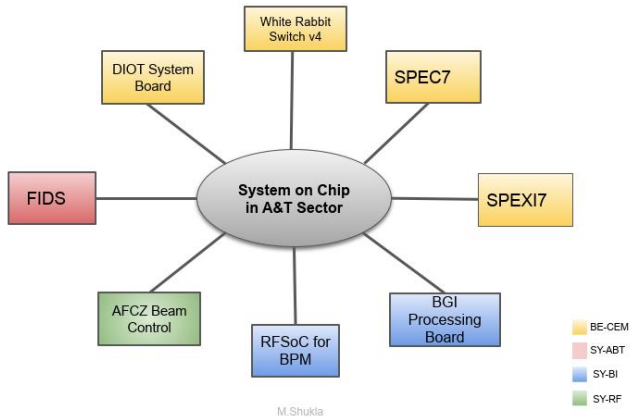 White Rabbit
Switch v4
DIOT System
Board
SPEC7
System on Chip
in A&T Sector
FIDS
SPEXI7
AFCZ Beam
Control
RFSoC for
BPM
BGI
Processing
Board
BE-CEM
SY-ABT
SY-BI
SY-RF
M.Shukla